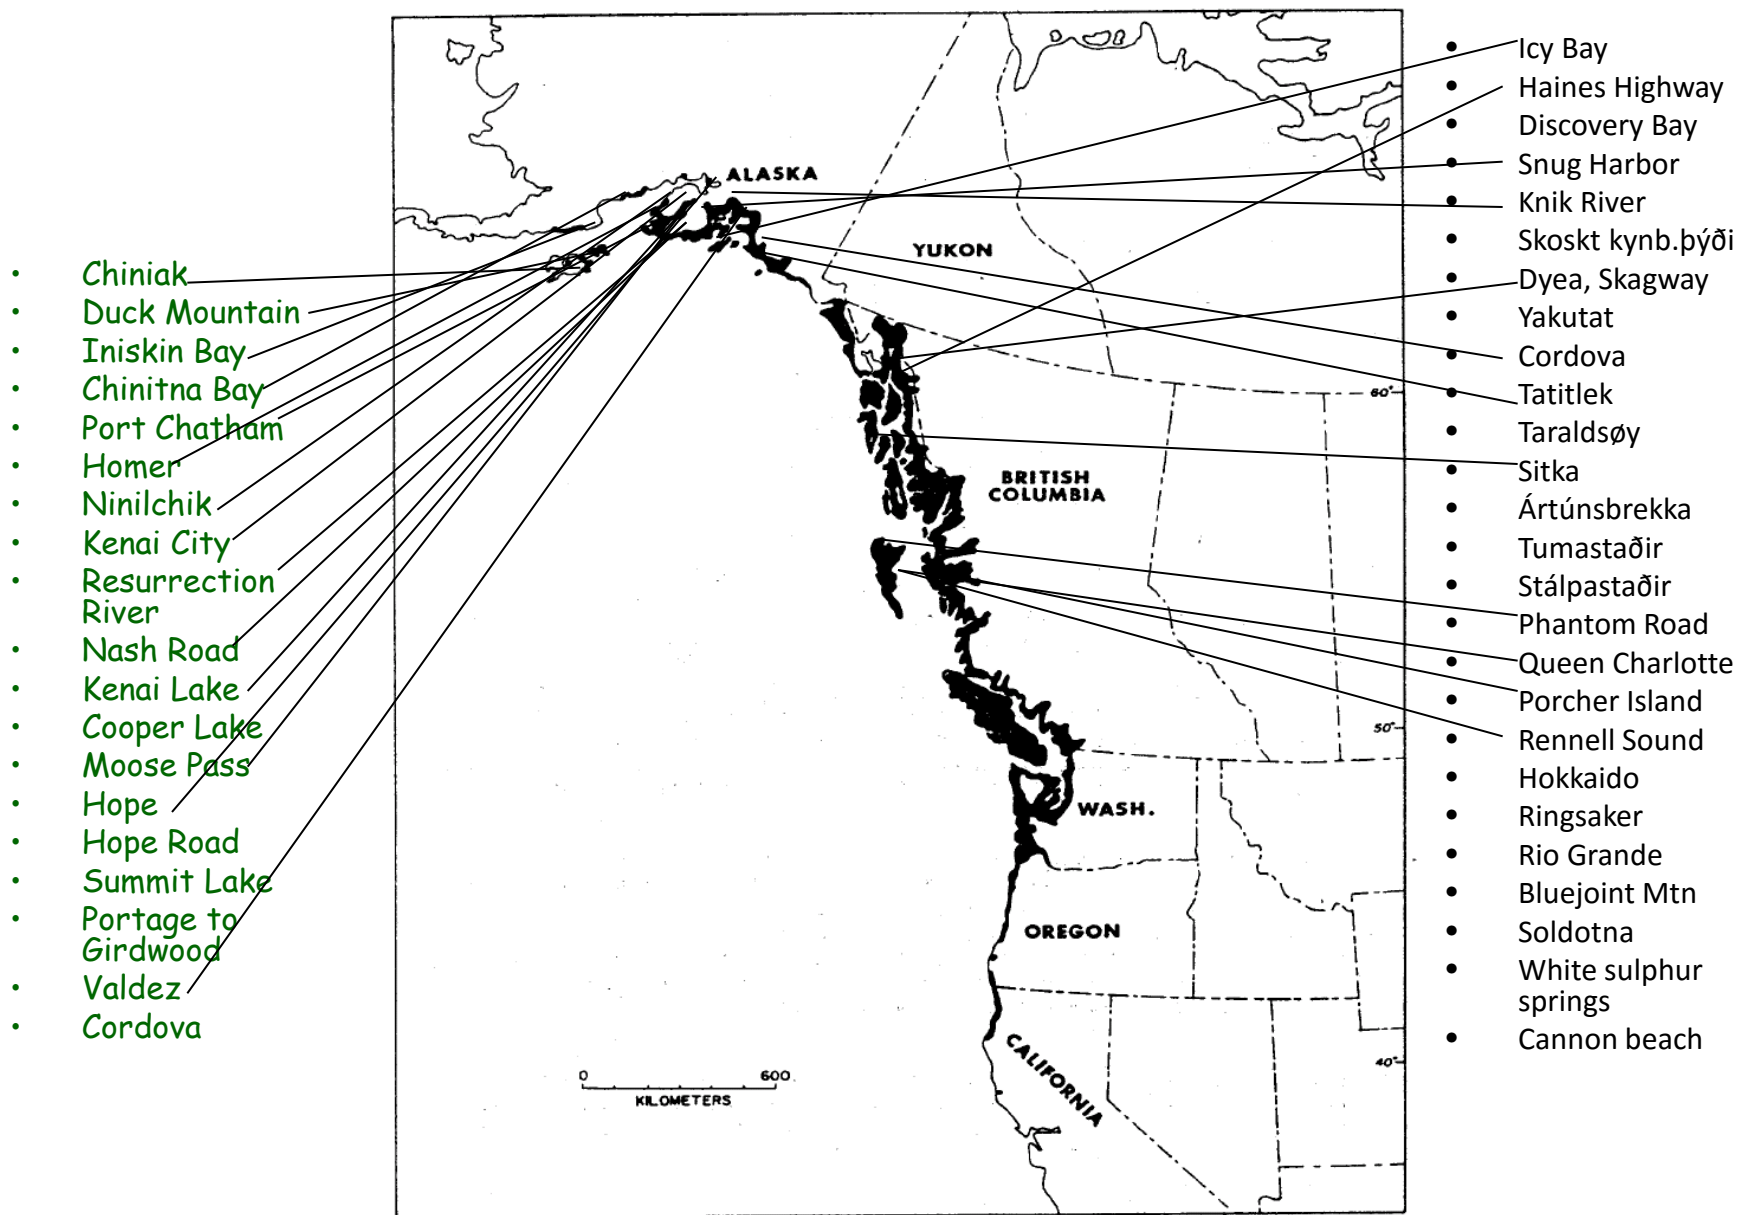 • Chiniak
• Duck Mountain
• Iniskin Bay
• Chinitna Bay
• Port Chatham
• Homer
• Ninilchik
• Kenai City
• Resurrection
River
• Nash Road
• Kenai Lake
• Cooper Lake
• Moose Pass
• Hope
• Hope Road
• Summit Lake
• Portage to
Girdwood
• Valdez
• Cordova
ALASKA
YUKON
BRITISH
COLUMBIA
WASH.
OREGON
CALIFORNIA
60°
50°
40°
0 600
KILOMETERS
• Icy Bay
• Haines Highway
• Discovery Bay
• Snug Harbor
• Knik River
• Skoskt kynb.þýði
• Dyea, Skagway
• Yakutat
• Cordova
• Tatitlek
• Taraldsøy
• Sitka
• Ártúnsbrekka
• Tumastaðir
• Stálpastaðir
• Phantom Road
• Queen Charlotte
• Porcher Island
• Rennell Sound
• Hokkaido
• Ringsaker
• Rio Grande
• Bluejoint Mtn
• Soldotna
• White sulphur
springs
• Cannon beach